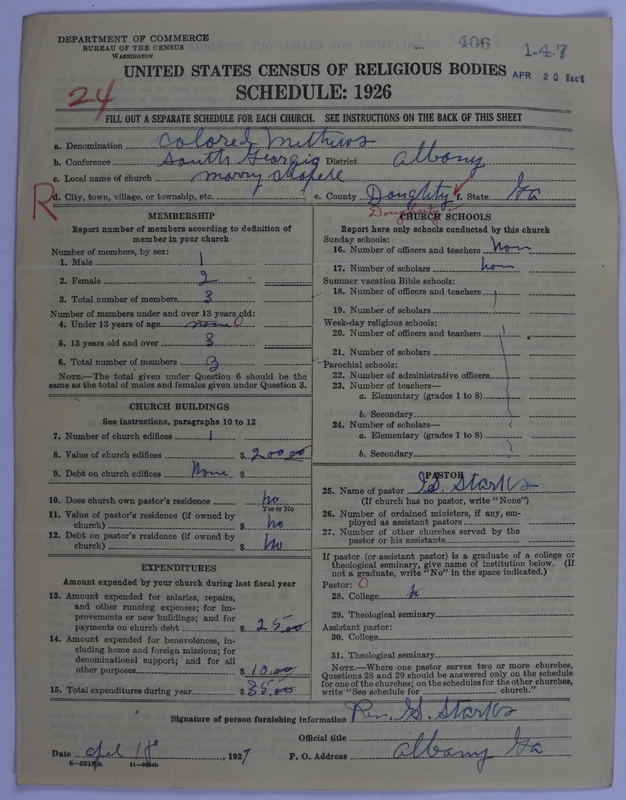 DEPARTMENT OF COMMERCE
BUREAU OF THE CENSUS
WASHINGTON
406
1-4-7
UNITED STATES CENSUS OF RELIGIOUS BODIES
APR 20 Rec'd
24
SCHEDULE: 1926
FILL OUT A SEPARATE SCHEDULE FOR EACH CHURCH. SEE INSTRUCTIONS ON THE BACK OF THIS SHEET
a. Denomination Colored Methews
b. Conference South Georgia District Albany
c. Local name of church morry chapele
R
d. City, town, village, or township, etc. e. County Doughty f. State Ga
Dougherty
MEMBERSHIP
Report number of members according to definition of
member in your church
Number of members, by sex:
1. Male 1
2. Female 2
3. Total number of members 3
Number of members under and over 13 years old:
4. Under 13 years of age none 0
5. 13 years old and over 3
6. Total number of members 3
NOTE.—The total given under Question 6 should be the
same as the total of males and females given under Question 3.
CHURCH BUILDINGS
See instructions, paragraphs 10 to 12
7. Number of church edifices 1
8. Value of church edifices $ 200.00
9. Debt on church edifices None $
10. Does church own pastor's residence no
Yes or No
11. Value of pastor's residence (if owned by
church) $ no
12. Debt on pastor's residence (if owned by
church) $ No
EXPENDITURES
Amount expended by your church during last fiscal year
13. Amount expended for salaries, repairs,
and other running expenses; for im-
provements or new buildings; and for
payments on church debt $ 25.00
14. Amount expended for benevolences, in-
cluding home and foreign missions; for
denominational support; and for all
other purposes $ 10.00
15. Total expenditures during year $ 35.00
CHURCH SCHOOLS
Report here only schools conducted by this church
Sunday schools:
16. Number of officers and teachers non
17. Number of scholars non
Summer vacation Bible schools:
18. Number of officers and teachers
19. Number of scholars
Week-day religious schools:
20. Number of officers and teachers
21. Number of scholars
Parochial schools:
22. Number of administrative officers
23. Number of teachers—
a. Elementary (grades 1 to 8)
b. Secondary
24. Number of scholars—
a. Elementary (grades 1 to 8)
b. Secondary
PASTOR
25. Name of pastor G. Starks
(If church has no pastor, write "None")
26. Number of ordained ministers, if any, em-
ployed as assistant pastors
27. Number of other churches served by the
pastor or his assistants
If pastor (or assistant pastor) is a graduate of a college or
theological seminary, give name of institution below. (If
not a graduate, write "No" in the space indicated.)
Pastor: 0
28. College
29. Theological seminary
Assistant pastor:
30. College
31. Theological seminary
NOTE.—Where one pastor serves two or more churches,
Questions 28 and 29 should be answered only on the schedule
for one of the churches; on the schedules for the other churches,
write "See schedule for church."
Signature of person furnishing information Rev. G. Starks
Official title
Date 1927 P. O. Address Albany Ga